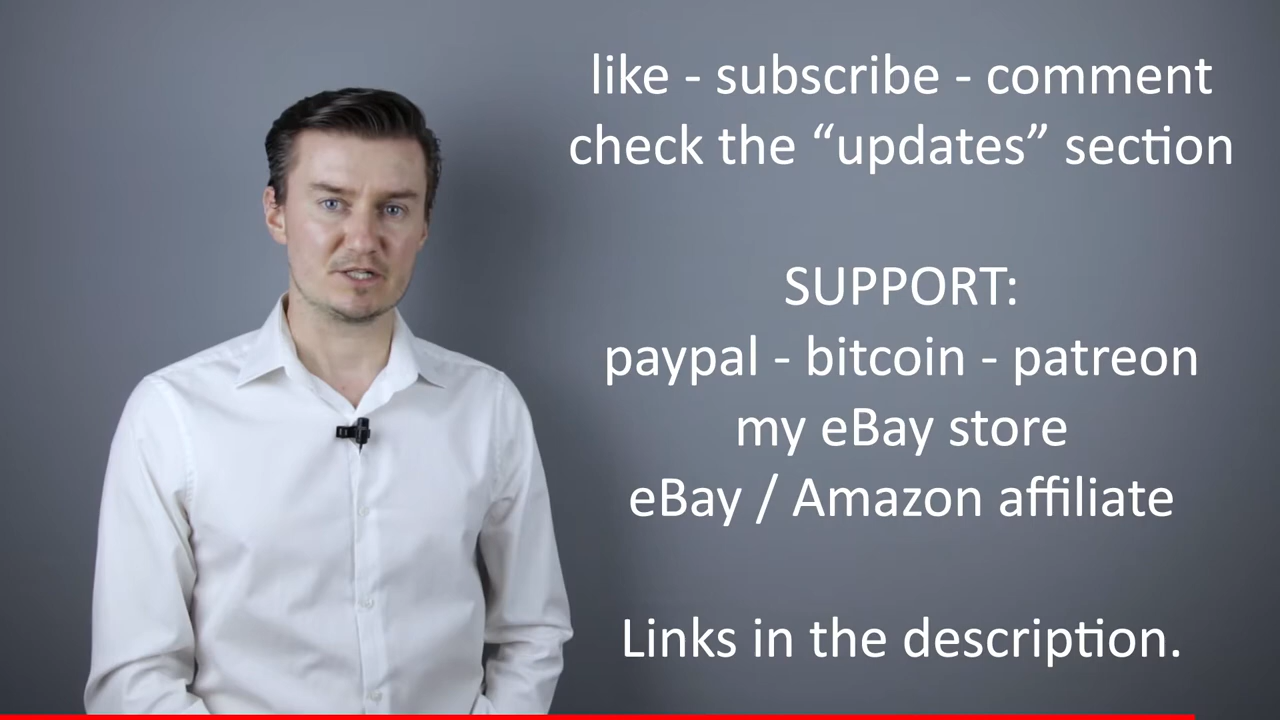 like - subscribe - comment
check the “updates” section
SUPPORT:
paypal - bitcoin - patreon
my eBay store
eBay / Amazon affiliate
Links in the description.